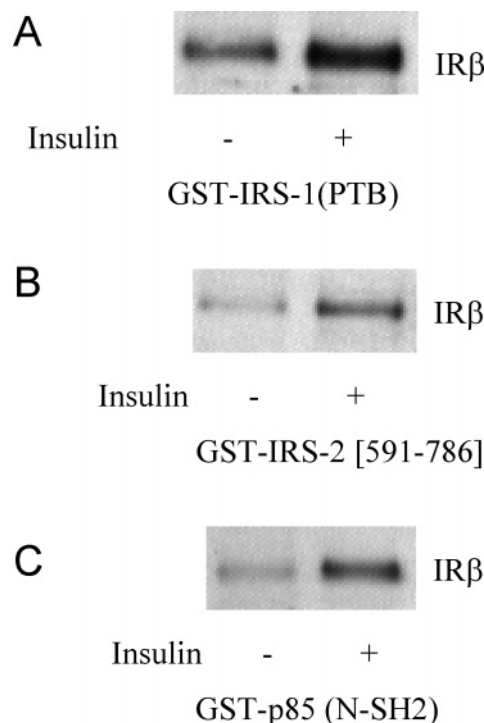 A
IRβ
Insulin - +
GST-IRS-1(PTB)
B
IRβ
Insulin - +
GST-IRS-2 [591-786]
C
IRβ
Insulin - +
GST-p85 (N-SH2)